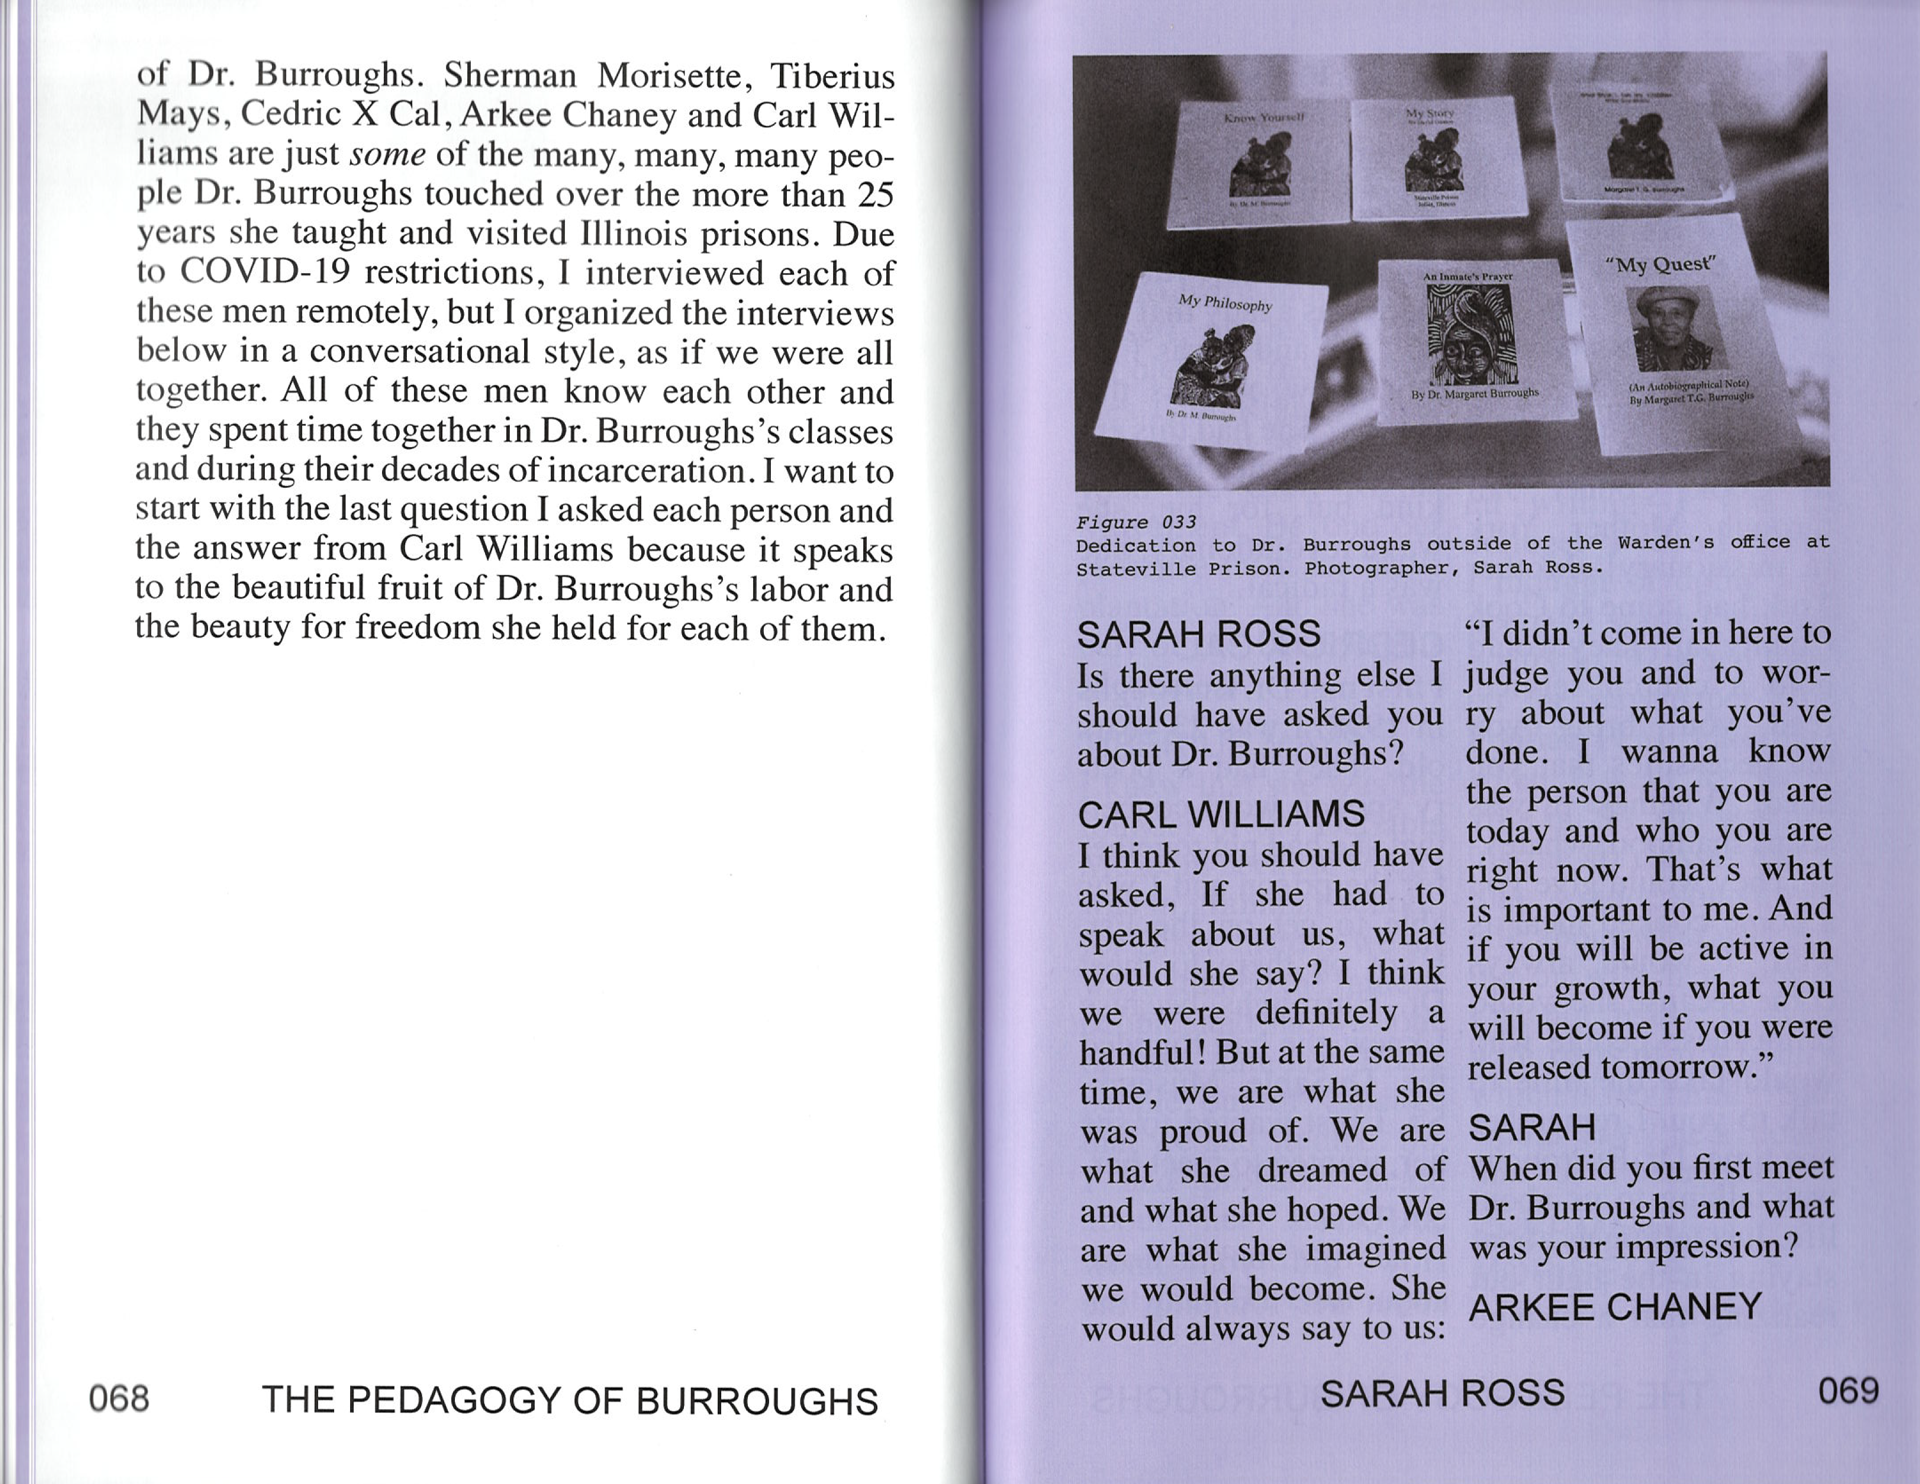 of Dr. Burroughs. Sherman Morisette, Tiberius
Mays, Cedric X Cal, Arkee Chaney and Carl Wil-
liams are just some of the many, many, many peo-
ple Dr. Burroughs touched over the more than 25
years she taught and visited Illinois prisons. Due
to COVID-19 restrictions, I interviewed each of
these men remotely, but I organized the interviews
below in a conversational style, as if we were all
together. All of these men know each other and
they spent time together in Dr. Burroughs's classes
and during their decades of incarceration. I want to
start with the last question I asked each person and
the answer from Carl Williams because it speaks
to the beautiful fruit of Dr. Burroughs's labor and
the beauty for freedom she held for each of them.
068 THE PEDAGOGY OF BURROUGHS
Know Yourself
By Dr. M. Burroughs
My Story
Stateville Prison
Joliet, Illinois
Margaret T. G. Burroughs
My Philosophy
By Dr. M. Burroughs
An Inmate's Prayer
By Dr. Margaret Burroughs
"My Quest"
(An Autobiographical Note)
By Margaret T.G. Burroughs
Figure 033
Dedication to Dr. Burroughs outside of the Warden's office at
Stateville Prison. Photographer, Sarah Ross.
SARAH ROSS
Is there anything else I
should have asked you
about Dr. Burroughs?
CARL WILLIAMS
I think you should have
asked, If she had to
speak about us, what
would she say? I think
we were definitely a
handful! But at the same
time, we are what she
was proud of. We are
what she dreamed of
and what she hoped. We
are what she imagined
we would become. She
would always say to us:
“I didn’t come in here to
judge you and to wor-
ry about what you’ve
done. I wanna know
the person that you are
today and who you are
right now. That’s what
is important to me. And
if you will be active in
your growth, what you
will become if you were
released tomorrow.”
SARAH
When did you first meet
Dr. Burroughs and what
was your impression?
ARKEE CHANEY
SARAH ROSS 069